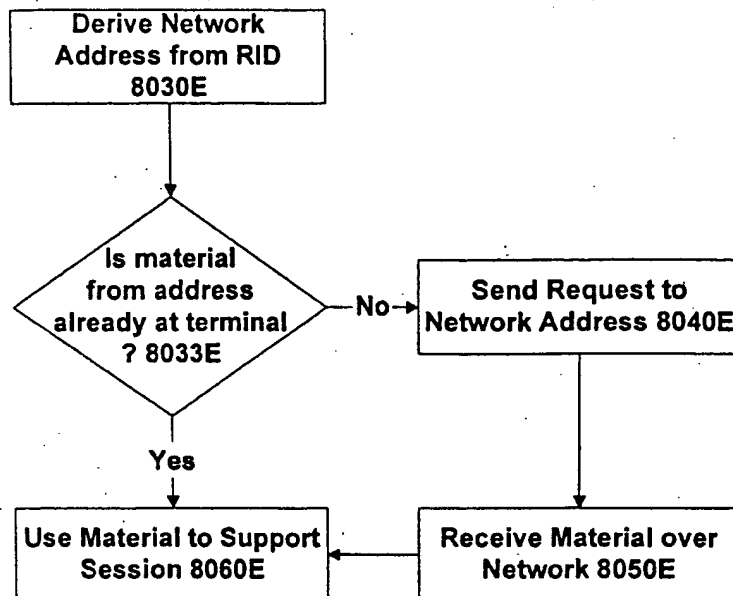 Derive Network
Address from RID
8030E
Is material
from address
already at terminal
? 8033E
No
Send Request to
Network Address 8040E
Yes
Use Material to Support
Session 8060E
Receive Material over
Network 8050E